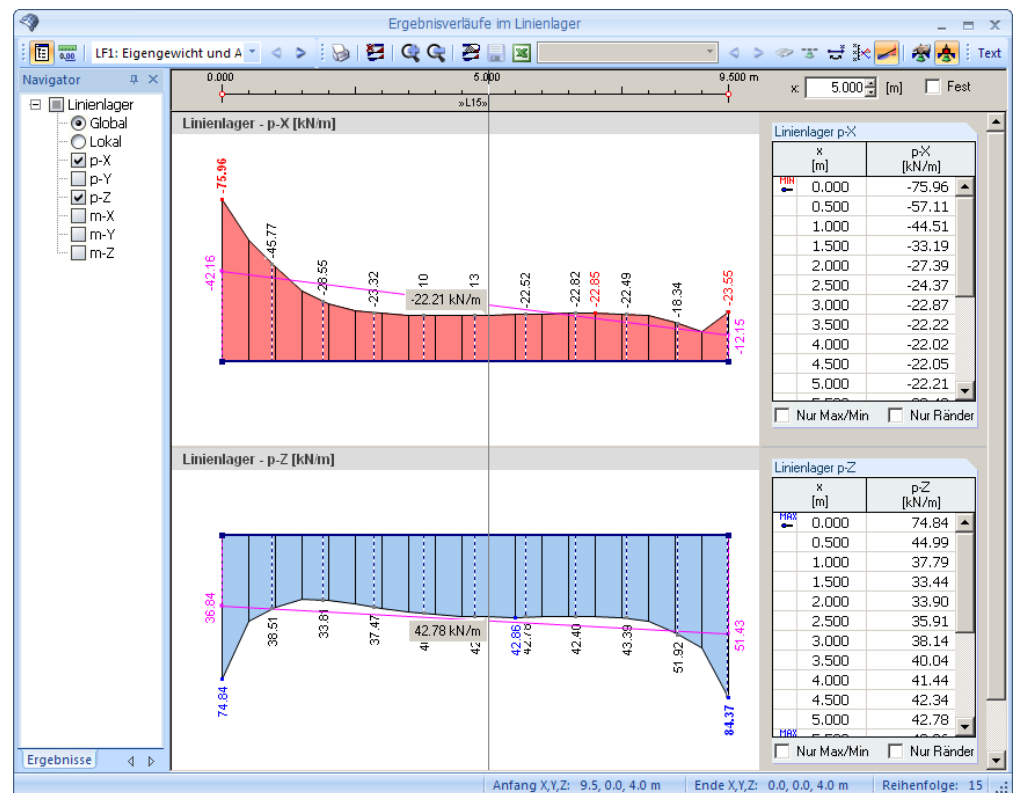 Ergebnisverläufe im Linienlager
0,00 LF1: Eigengewicht und A Text
Navigator
Linienlager
Global
Lokal
p-X
p-Y
p-Z
m-X
m-Y
m-Z
Ergebnisse
0.000 5.000 9.500 m
»L15»
x: 5.000 [m] Fest
Linienlager - p-X [kN/m]
-75.96
-42.16
-45.77
-28.55
-23.32
10
13
-22.21 kN/m
-22.52
-22.82
-22.85
-22.49
-18.34
-23.55
-12.15
Linienlager p-X
x [m] p-X [kN/m]
MIN 0.000 -75.96
0.500 -57.11
1.000 -44.51
1.500 -33.19
2.000 -27.39
2.500 -24.37
3.000 -22.87
3.500 -22.22
4.000 -22.02
4.500 -22.05
5.000 -22.21
Nur Max/Min Nur Ränder
Linienlager - p-Z [kN/m]
36.84
74.84
38.51
33.81
37.47
42.78 kN/m
42.86
42.78
42.40
43.39
51.92
51.43
84.37
Linienlager p-Z
x [m] p-Z [kN/m]
MAX 0.000 74.84
0.500 44.99
1.000 37.79
1.500 33.44
2.000 33.90
2.500 35.91
3.000 38.14
3.500 40.04
4.000 41.44
4.500 42.34
5.000 42.78
MAX
Nur Max/Min Nur Ränder
Anfang X,Y,Z: 9.5, 0.0, 4.0 m Ende X,Y,Z: 0.0, 0.0, 4.0 m Reihenfolge: 15